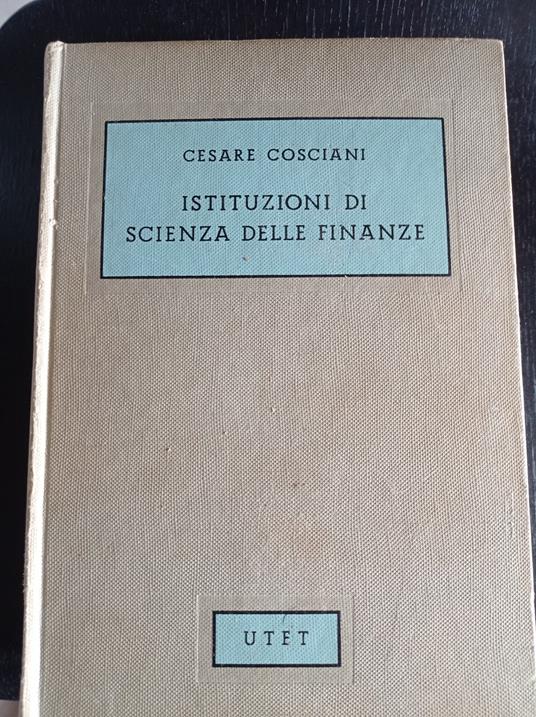 CESARE COSCIANI
ISTITUZIONI DI
SCIENZA DELLE FINANZE
UTET